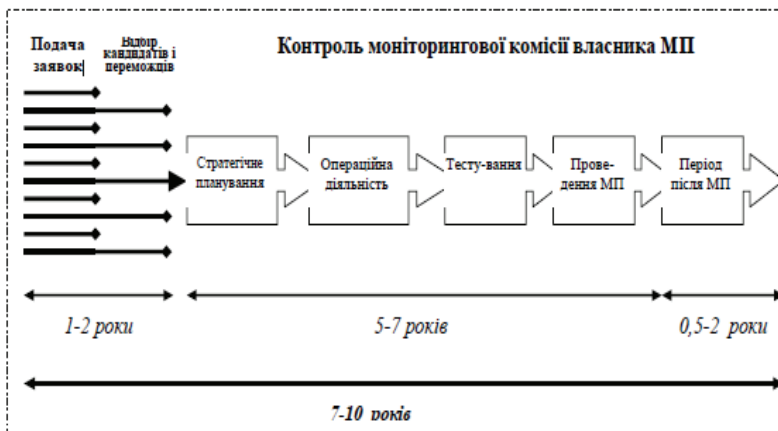 Подача
заявок
Відбір
кандидатів і
переможців
Контроль моніторингової комісії власника МП
Стратегічне
планування
Операційна
діяльність
Тесту-вання
Прове-
дення МП
Період
після МП
1-2 роки
5-7 років
0,5-2 роки
7-10 років